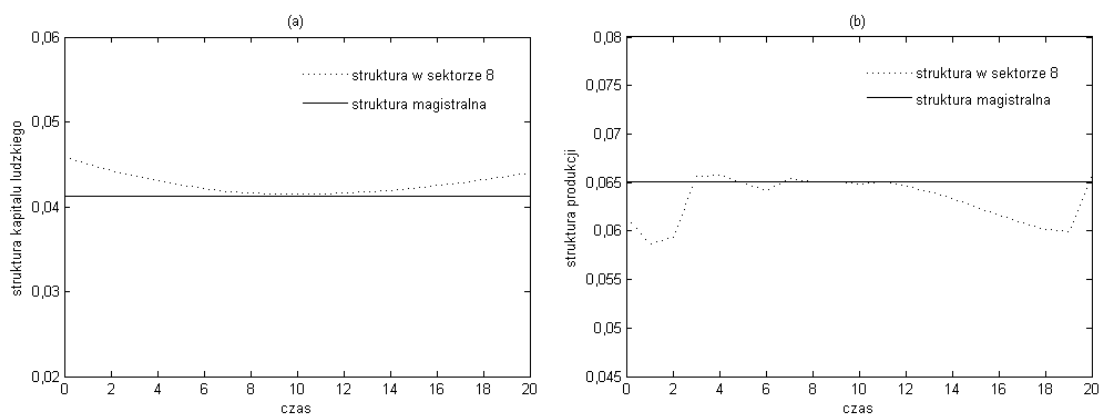 (a)
0,06
0,05
0,04
0,03
0,02
struktura kapitału ludzkiego
struktura w sektorze 8
struktura magistralna
0 2 4 6 8 10 12 14 16 18 20
czas
(b)
0,08
0,075
0,07
0,065
0,06
0,055
0,05
0,045
struktura produkcji
struktura w sektorze 8
struktura magistralna
0 2 4 6 8 10 12 14 16 18 20
czas